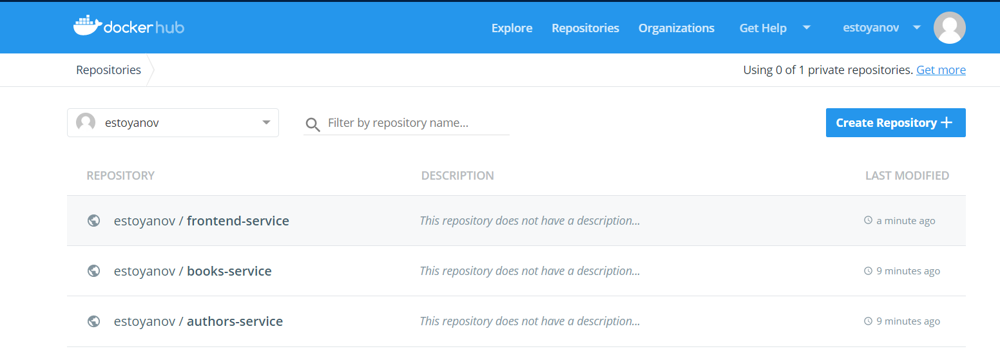 dockerhub Explore Repositories Organizations Get Help estoyanov
Repositories Using 0 of 1 private repositories. Get more
estoyanov Filter by repository name... Create Repository +
REPOSITORY DESCRIPTION LAST MODIFIED
estoyanov / frontend-service This repository does not have a description... a minute ago
estoyanov / books-service This repository does not have a description... 9 minutes ago
estoyanov / authors-service This repository does not have a description... 9 minutes ago